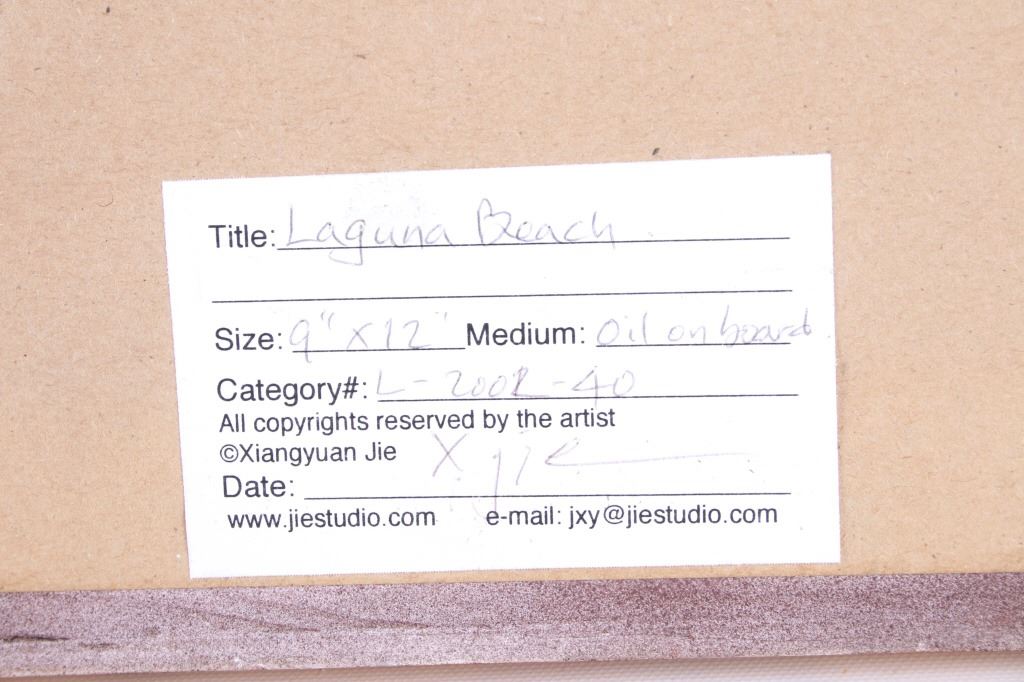 Title: Laguna Beach
Size: 9" x 12" Medium: Oil on board
Category#: L-2002-40
All copyrights reserved by the artist
©Xiangyuan Jie X. jie
Date:
www.jiestudio.com e-mail: jxy@jiestudio.com